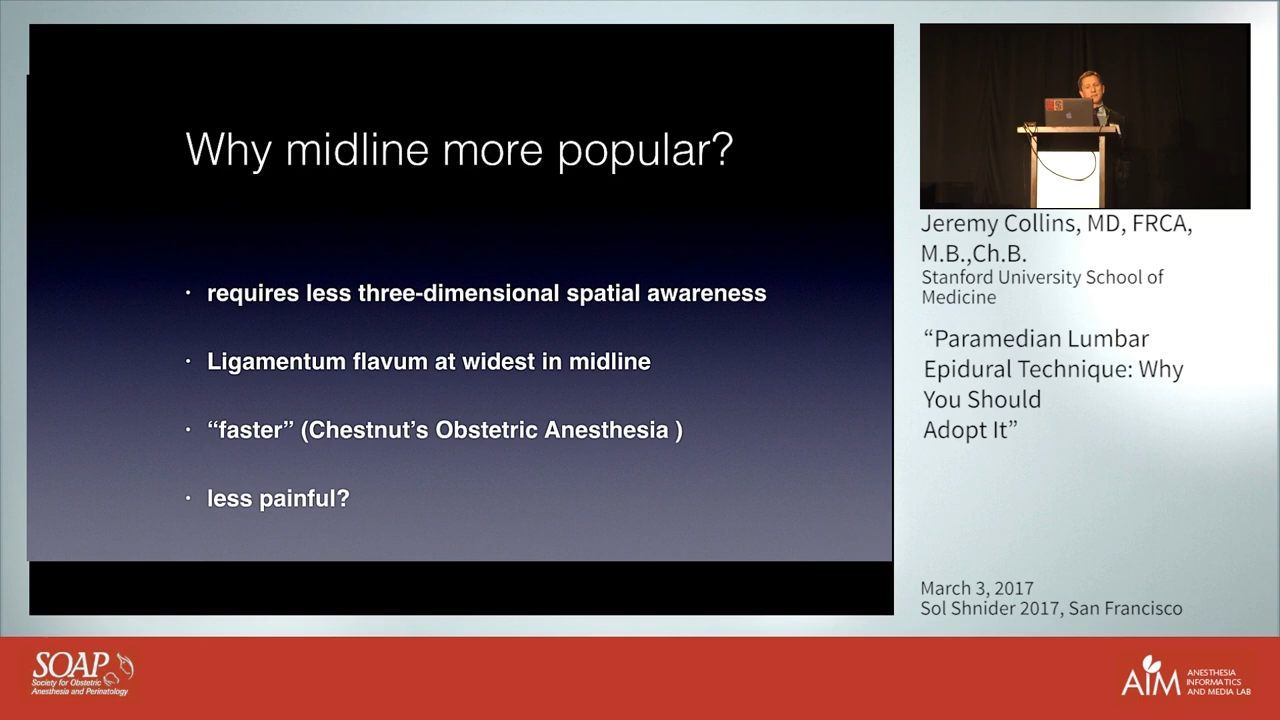 Why midline more popular?
· requires less three-dimensional spatial awareness
· Ligamentum flavum at widest in midline
· “faster” (Chestnut’s Obstetric Anesthesia )
· less painful?
Jeremy Collins, MD, FRCA,
M.B.,Ch.B.
Stanford University School of
Medicine
“Paramedian Lumbar
Epidural Technique: Why
You Should
Adopt It”
March 3, 2017
Sol Shnider 2017, San Francisco
SOAP
Society for Obstetric
Anesthesia and Perinatology
AIM
ANESTHESIA
INFORMATICS
AND MEDIA LAB